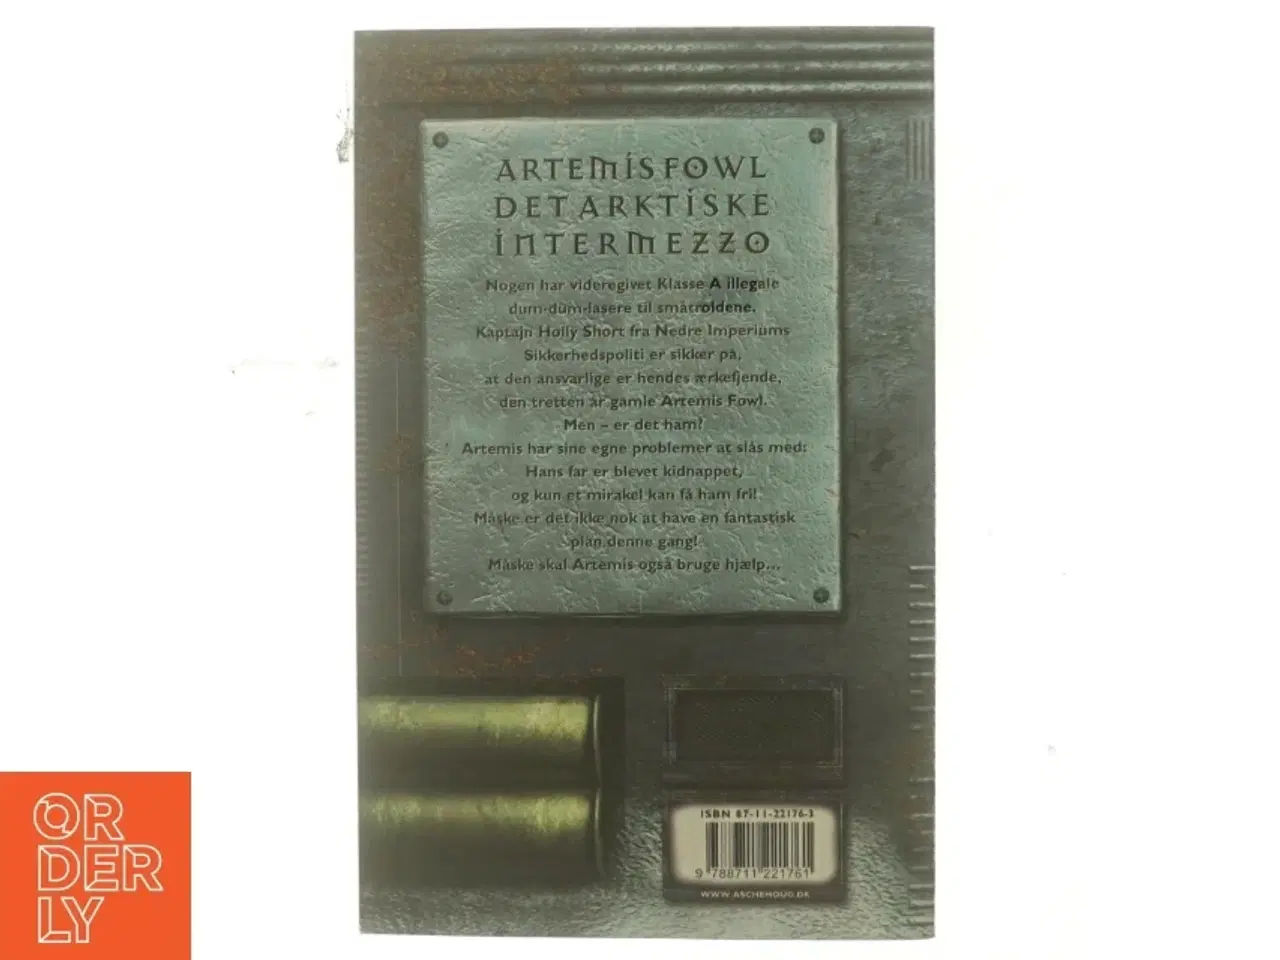 ARTEMIS FOWL
DET ARKTISKE
INTERMEZZO
Nogen har videregivet Klasse A illegale
dum-dum-lasere til småtroldene.
Kaptajn Holly Short fra Nedre Imperiums
Sikkerhedspoliti er sikker på,
at den ansvarlige er hendes ærkefjende,
den tretten år gamle Artemis Fowl.
Men – er det ham?
Artemis har sine egne problemer at slås med:
Hans far er blevet kidnappet,
og kun et mirakel kan få ham fri!
Måske er det ikke nok at have en fantastisk
plan denne gang!
Måske skal Artemis også bruge hjælp...
ISBN 87-11-22176-3
9 788711 221761
WWW.ASCHEHOUG.DK
OR
DER
LY